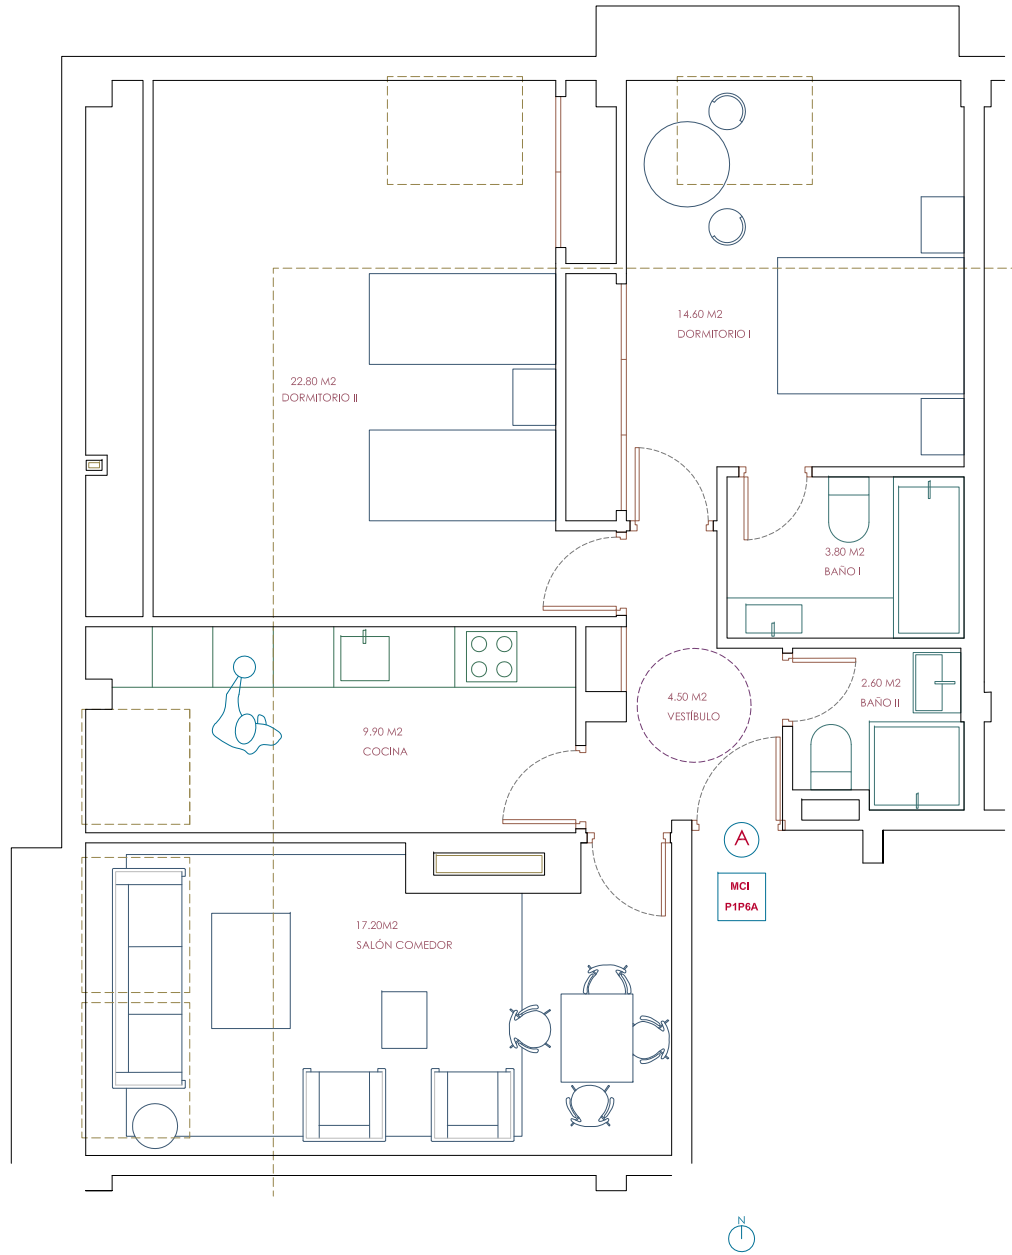 14.60 M2
DORMITORIO I
22.80 M2
DORMITORIO II
3.80 M2
BAÑO I
2.60 M2
BAÑO II
4.50 M2
VESTÍBULO
9.90 M2
COCINA
A
MCI
P1P6A
17.20M2
SALÓN COMEDOR
N